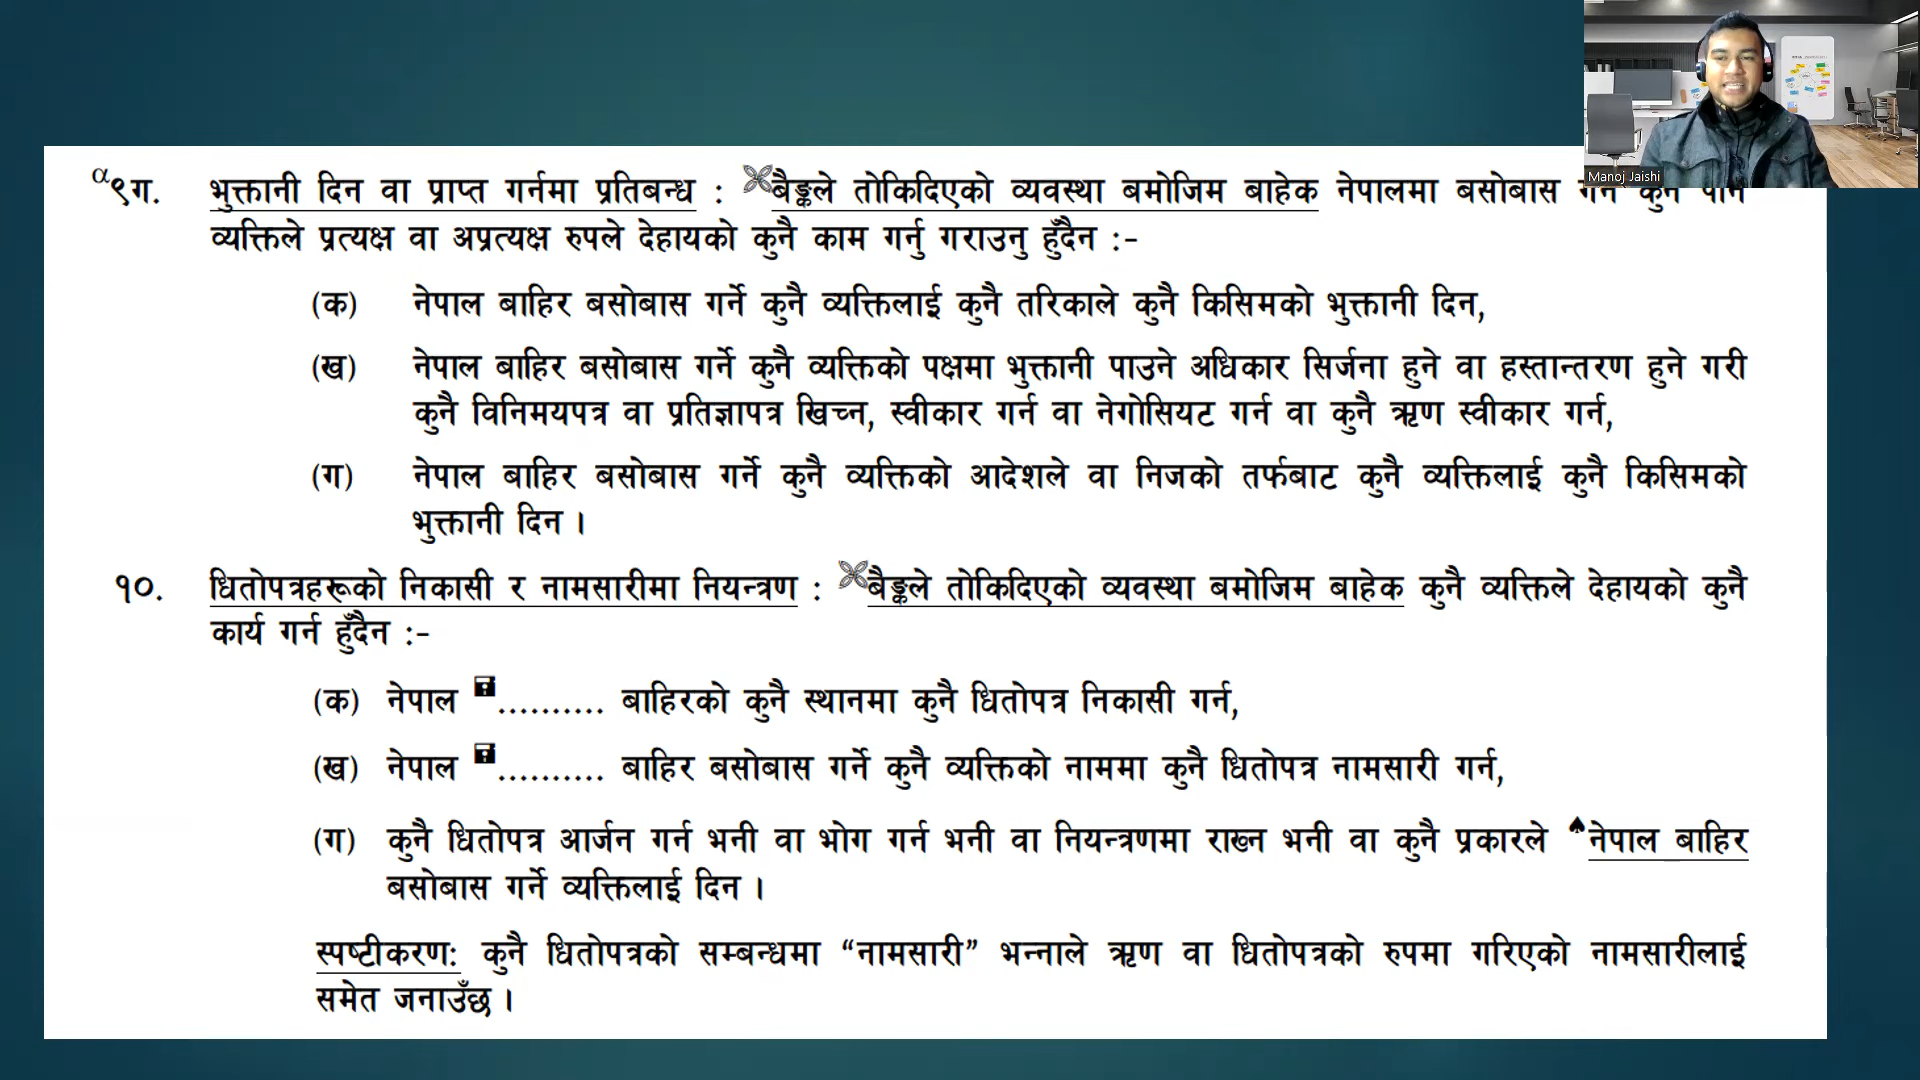 Manoj Jaishi
α९ग. भुक्तानी दिन वा प्राप्त गर्नमा प्रतिबन्ध : बैङ्कले तोकिदिएको व्यवस्था बमोजिम बाहेक नेपालमा बसोबास
व्यक्तिले प्रत्यक्ष वा अप्रत्यक्ष रुपले देहायको कुनै काम गर्नु गराउनु हुँदैन :-
(क) नेपाल बाहिर बसोबास गर्ने कुनै व्यक्तिलाई कुनै तरिकाले कुनै किसिमको भुक्तानी दिन,
(ख) नेपाल बाहिर बसोबास गर्ने कुनै व्यक्तिको पक्षमा भुक्तानी पाउने अधिकार सिर्जना हुने वा हस्तान्तरण हुने गरी
कुनै विनिमयपत्र वा प्रतिज्ञापत्र खिच्न, स्वीकार गर्न वा नेगोसियट गर्न वा कुनै ऋण स्वीकार गर्न,
(ग) नेपाल बाहिर बसोबास गर्ने कुनै व्यक्तिको आदेशले वा निजको तर्फबाट कुनै व्यक्तिलाई कुनै किसिमको
भुक्तानी दिन ।
१०. धितोपत्रहरूको निकासी र नामसारीमा नियन्त्रण : बैङ्कले तोकिदिएको व्यवस्था बमोजिम बाहेक कुनै व्यक्तिले देहायको कुनै
कार्य गर्न हुँदैन :-
(क) नेपाल .......... बाहिरको कुनै स्थानमा कुनै धितोपत्र निकासी गर्न,
(ख) नेपाल .......... बाहिर बसोबास गर्ने कुनै व्यक्तिको नाममा कुनै धितोपत्र नामसारी गर्न,
(ग) कुनै धितोपत्र आर्जन गर्न भनी वा भोग गर्न भनी वा नियन्त्रणमा राख्न भनी वा कुनै प्रकारले ♠नेपाल बाहिर
बसोबास गर्ने व्यक्तिलाई दिन ।
स्पष्टीकरण: कुनै धितोपत्रको सम्बन्धमा “नामसारी” भन्नाले ऋण वा धितोपत्रको रुपमा गरिएको नामसारीलाई
समेत जनाउँछ ।